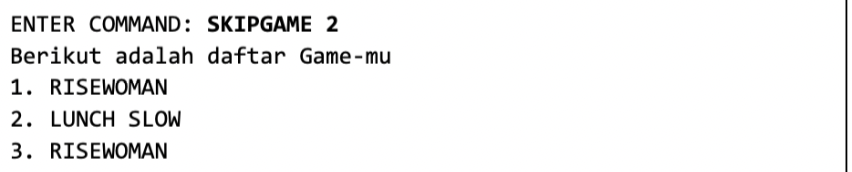 ENTER COMMAND: SKIPGAME 2
Berikut adalah daftar Game-mu
1. RISEWOMAN
2. LUNCH SLOW
3. RISEWOMAN